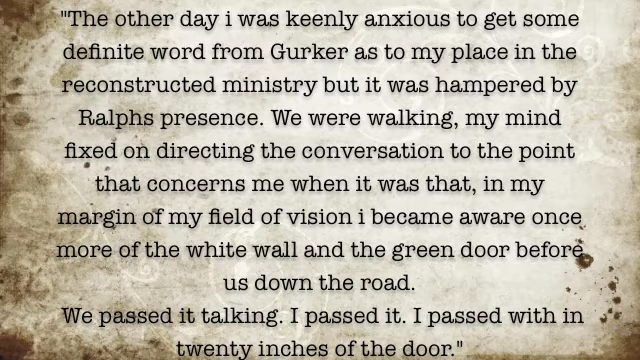 "The other day i was keenly anxious to get some
definite word from Gurker as to my place in the
reconstructed ministry but it was hampered by
Ralphs presence. We were walking, my mind
fixed on directing the conversation to the point
that concerns me when it was that, in my
margin of my field of vision i became aware once
more of the white wall and the green door before
us down the road.
We passed it talking. I passed it. I passed with in
twenty inches of the door."